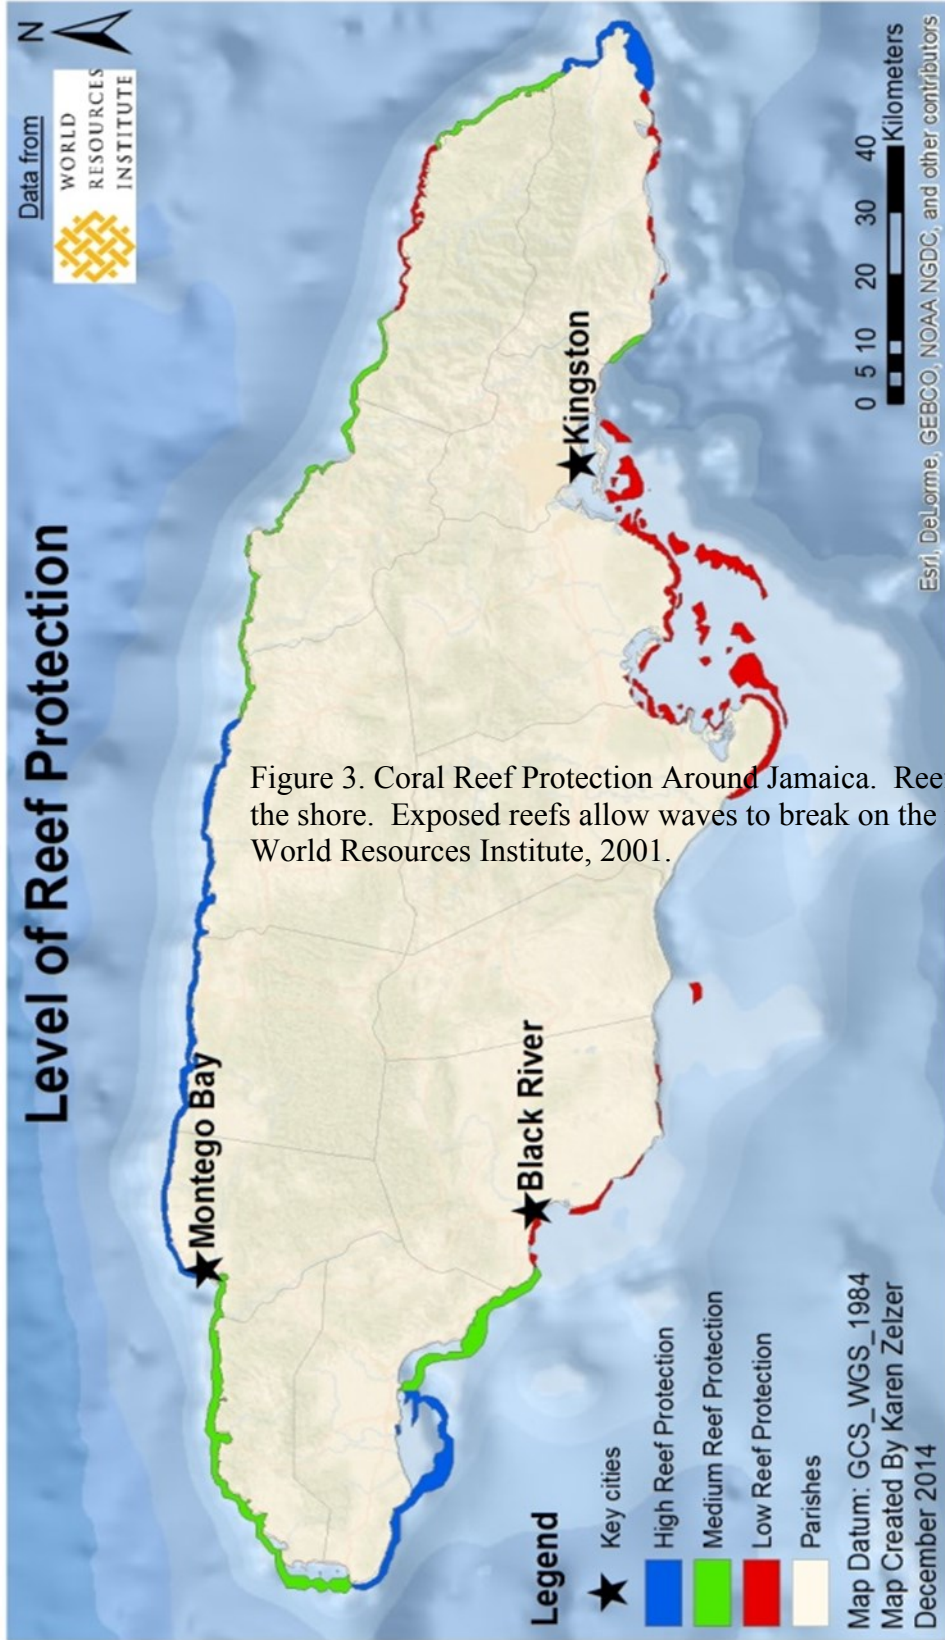 Level of Reef Protection
Data from
WORLD
RESOURCES
INSTITUTE
N
Montego Bay
Black River
Kingston
Figure 3. Coral Reef Protection Around Jamaica. Ree
the shore. Exposed reefs allow waves to break on the
World Resources Institute, 2001.
Legend
Key cities
High Reef Protection
Medium Reef Protection
Low Reef Protection
Parishes
Map Datum: GCS_WGS_1984
Map Created By Karen Zelzer
December 2014
0 5 10 20 30 40
Kilometers
Esri, DeLorme, GEBCO, NOAA NGDC, and other contributors